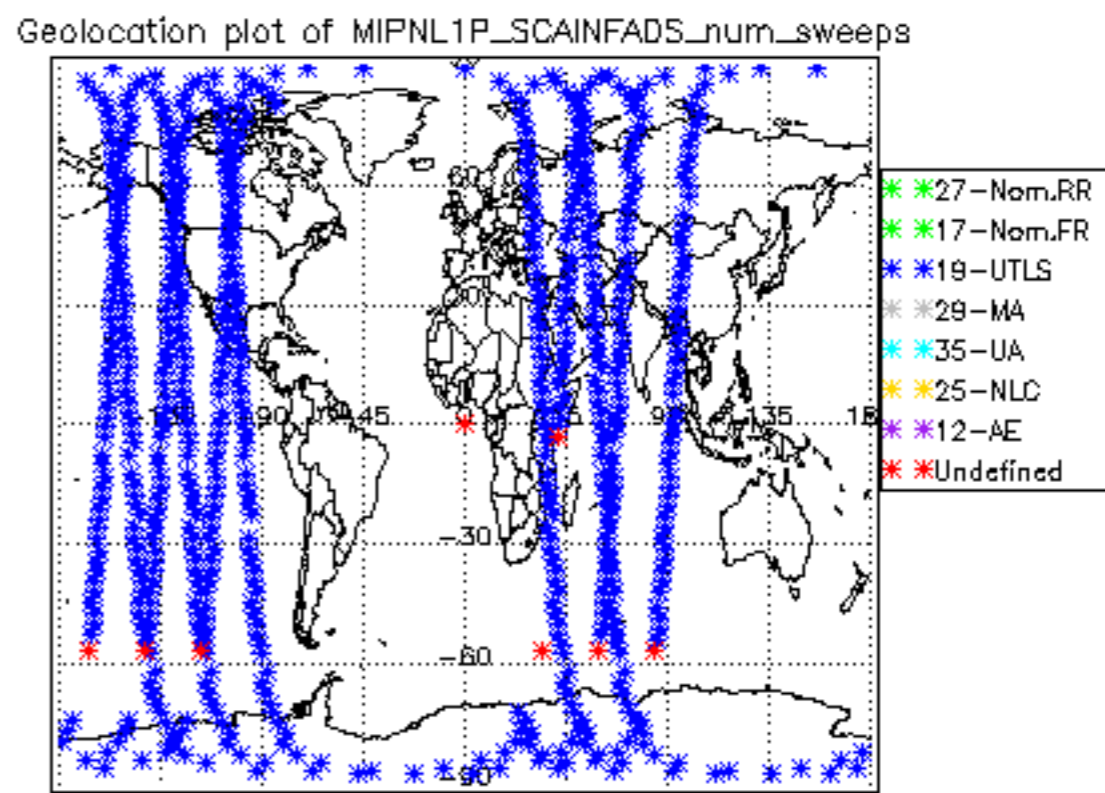 Geolocation plot of MIPNL1P_SCAINFADS_num_sweeps
27-Nom.RR
17-Nom.FR
19-UTLS
29-MA
35-UA
25-NLC
12-AE
Undefined
60
90 45 90 135
-30
-60
-90